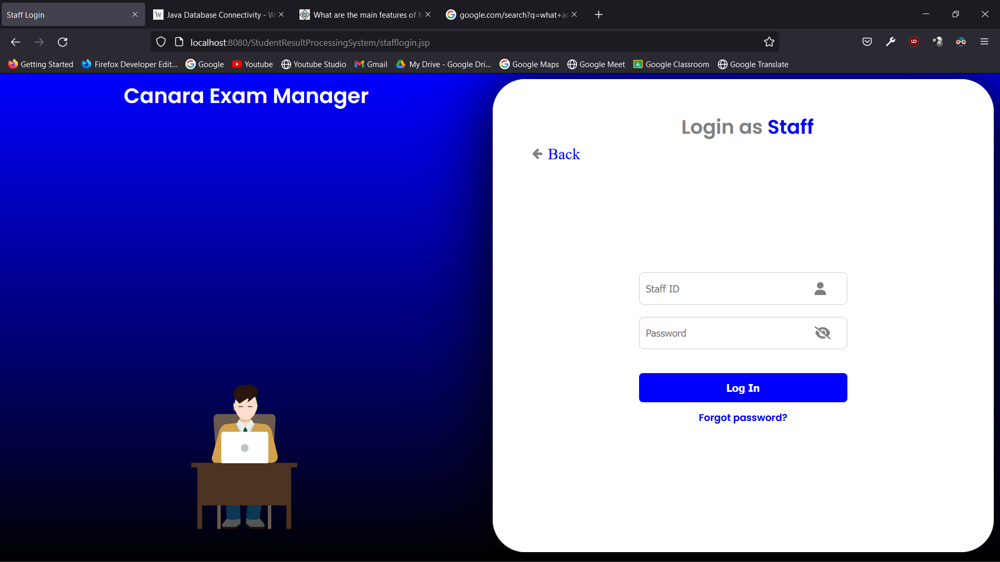 Staff Login
Java Database Connectivity - W
What are the main features of M
google.com/search?q=what+ar
localhost:8080/StudentResultProcessingSystem/stafflogin.jsp
Getting Started
Firefox Developer Edit...
Google
Youtube
Youtube Studio
Gmail
My Drive - Google Dri...
Google Maps
Google Meet
Google Classroom
Google Translate
Canara Exam Manager
Login as Staff
Back
Staff ID
Password
Log In
Forgot password?